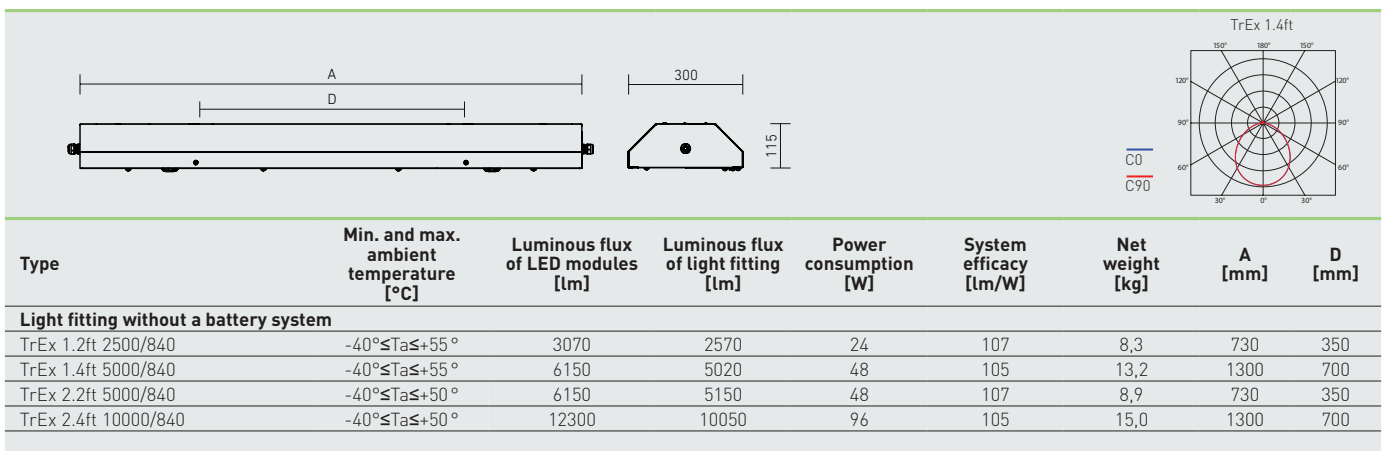 TrEx 1.4ft
150° 180° 150°
A
300
120° 120°
D
90° 90°
115
C0
60° 60°
C90
30° 0° 30°
Type
Min. and max.
ambient
temperature
[°C]
Luminous flux
of LED modules
[lm]
Luminous flux
of light fitting
[lm]
Power
consumption
[W]
System
efficacy
[lm/W]
Net
weight
[kg]
A
[mm]
D
[mm]
Light fitting without a battery system
TrEx 1.2ft 2500/840 -40°≤Ta≤+55 ° 3070 2570 24 107 8,3 730 350
TrEx 1.4ft 5000/840 -40°≤Ta≤+55 ° 6150 5020 48 105 13,2 1300 700
TrEx 2.2ft 5000/840 -40°≤Ta≤+50 ° 6150 5150 48 107 8,9 730 350
TrEx 2.4ft 10000/840 -40°≤Ta≤+50 ° 12300 10050 96 105 15,0 1300 700